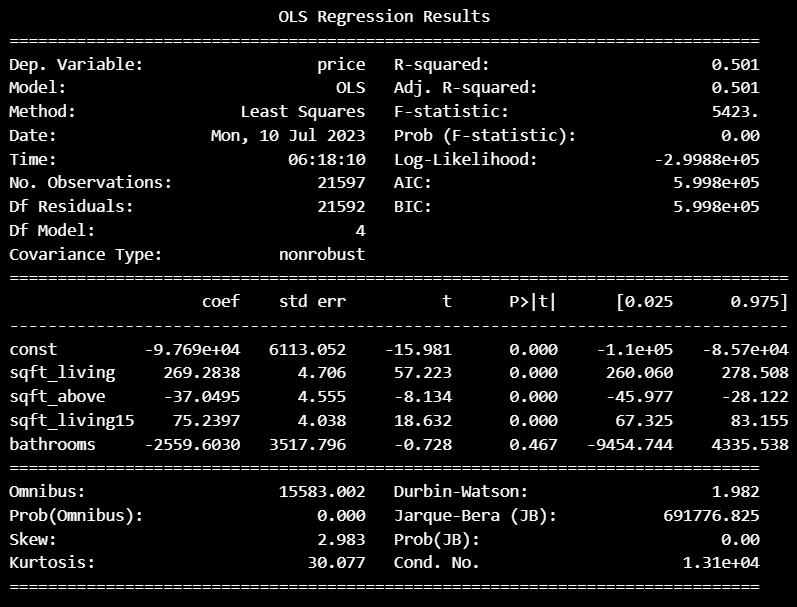 OLS Regression Results
==============================================================================
Dep. Variable: price R-squared: 0.501
Model: OLS Adj. R-squared: 0.501
Method: Least Squares F-statistic: 5423.
Date: Mon, 10 Jul 2023 Prob (F-statistic): 0.00
Time: 06:18:10 Log-Likelihood: -2.9988e+05
No. Observations: 21597 AIC: 5.998e+05
Df Residuals: 21592 BIC: 5.998e+05
Df Model: 4
Covariance Type: nonrobust
=================================================================================
coef std err t P>|t| [0.025 0.975]
---------------------------------------------------------------------------------
const -9.769e+04 6113.052 -15.981 0.000 -1.1e+05 -8.57e+04
sqft_living 269.2838 4.706 57.223 0.000 260.060 278.508
sqft_above -37.0495 4.555 -8.134 0.000 -45.977 -28.122
sqft_living15 75.2397 4.038 18.632 0.000 67.325 83.155
bathrooms -2559.6030 3517.796 -0.728 0.467 -9454.744 4335.538
==============================================================================
Omnibus: 15583.002 Durbin-Watson: 1.982
Prob(Omnibus): 0.000 Jarque-Bera (JB): 691776.825
Skew: 2.983 Prob(JB): 0.00
Kurtosis: 30.077 Cond. No. 1.31e+04
==============================================================================